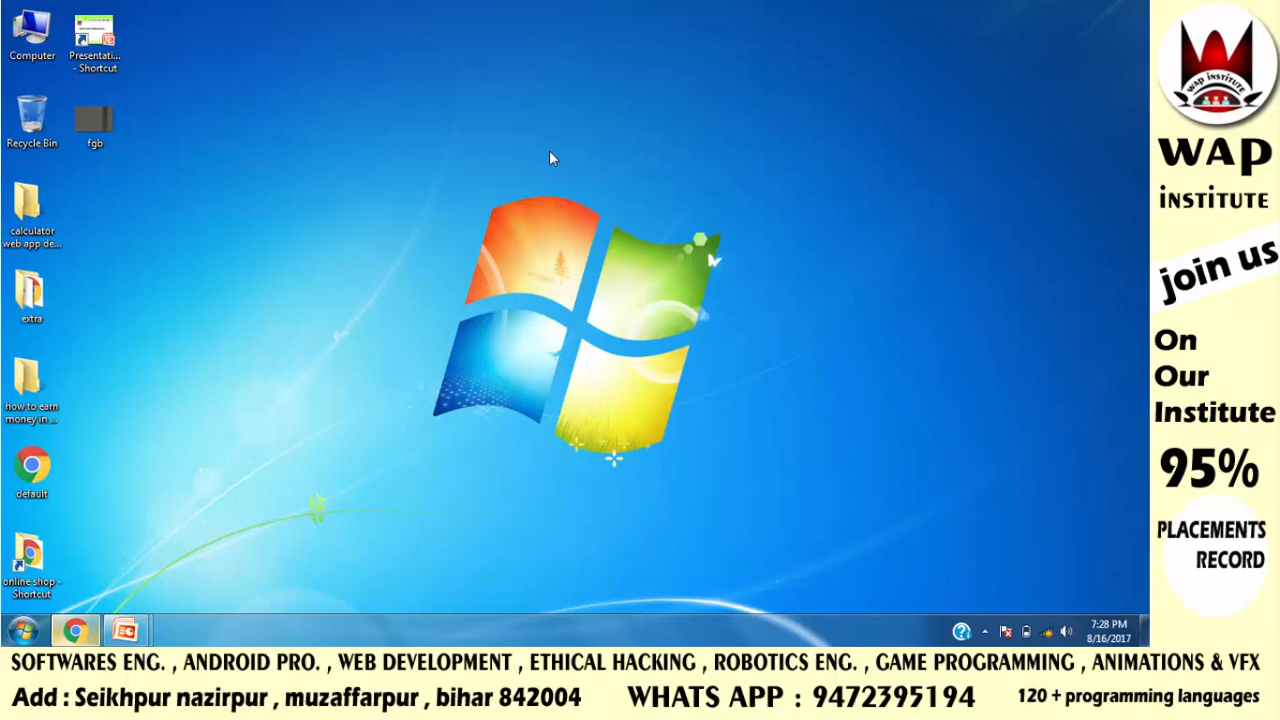 Computer
Presentati...
- Shortcut
Recycle Bin
fgb
calculator
web app de...
extra
how to earn
money in ...
default
online shop -
Shortcut
7:28 PM
8/16/2017
WAP INSTITUTE
WAP
INSTITUTE
join us
On
Our
Institute
95%
PLACEMENTS
RECORD
SOFTWARES ENG. , ANDROID PRO. , WEB DEVELOPMENT , ETHICAL HACKING , ROBOTICS ENG. , GAME PROGRAMMING , ANIMATIONS & VFX
Add : Seikhpur nazirpur , muzaffarpur , bihar 842004 WHATS APP : 9472395194 120 + programming languages